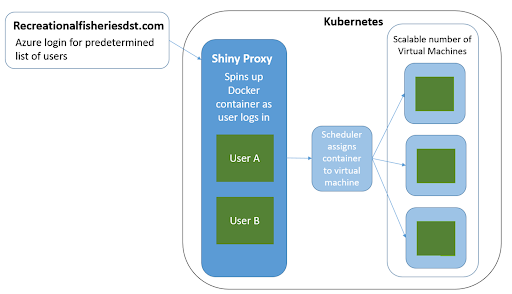 Recreationalfisheriesdst.com
Azure login for predetermined
list of users
Kubernetes
Shiny Proxy
Spins up
Docker
container as
user logs in
User A
User B
Scheduler
assigns
container
to virtual
machine
Scalable number of
Virtual Machines